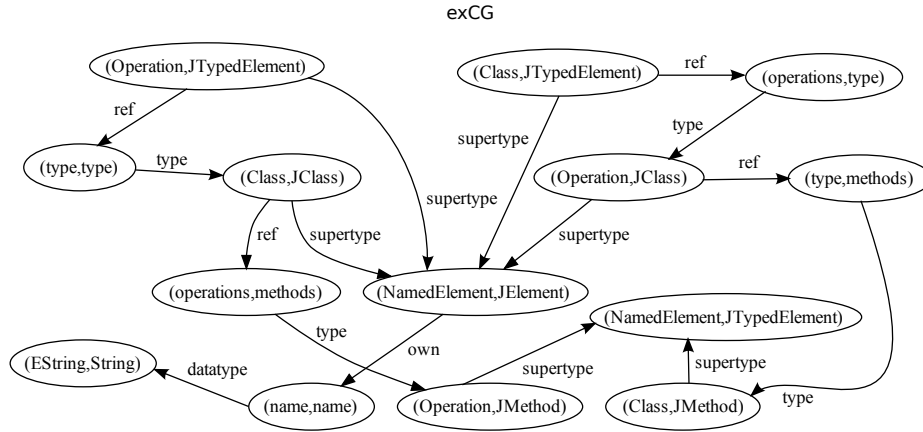 exCG
(Operation,JTypedElement)
(Class,JTypedElement)
ref
(operations,type)
ref
supertype
type
(type,type)
type
(Class,JClass)
(Operation,JClass)
ref
(type,methods)
supertype
ref
supertype
supertype
(operations,methods)
(NamedElement,JElement)
(NamedElement,JTypedElement)
type
own
(EString,String)
datatype
supertype
supertype
(name,name)
(Operation,JMethod)
(Class,JMethod)
type